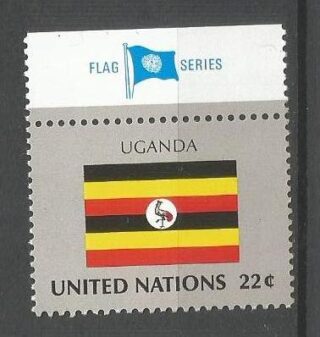 FLAG SERIES
UGANDA
UNITED NATIONS 22¢